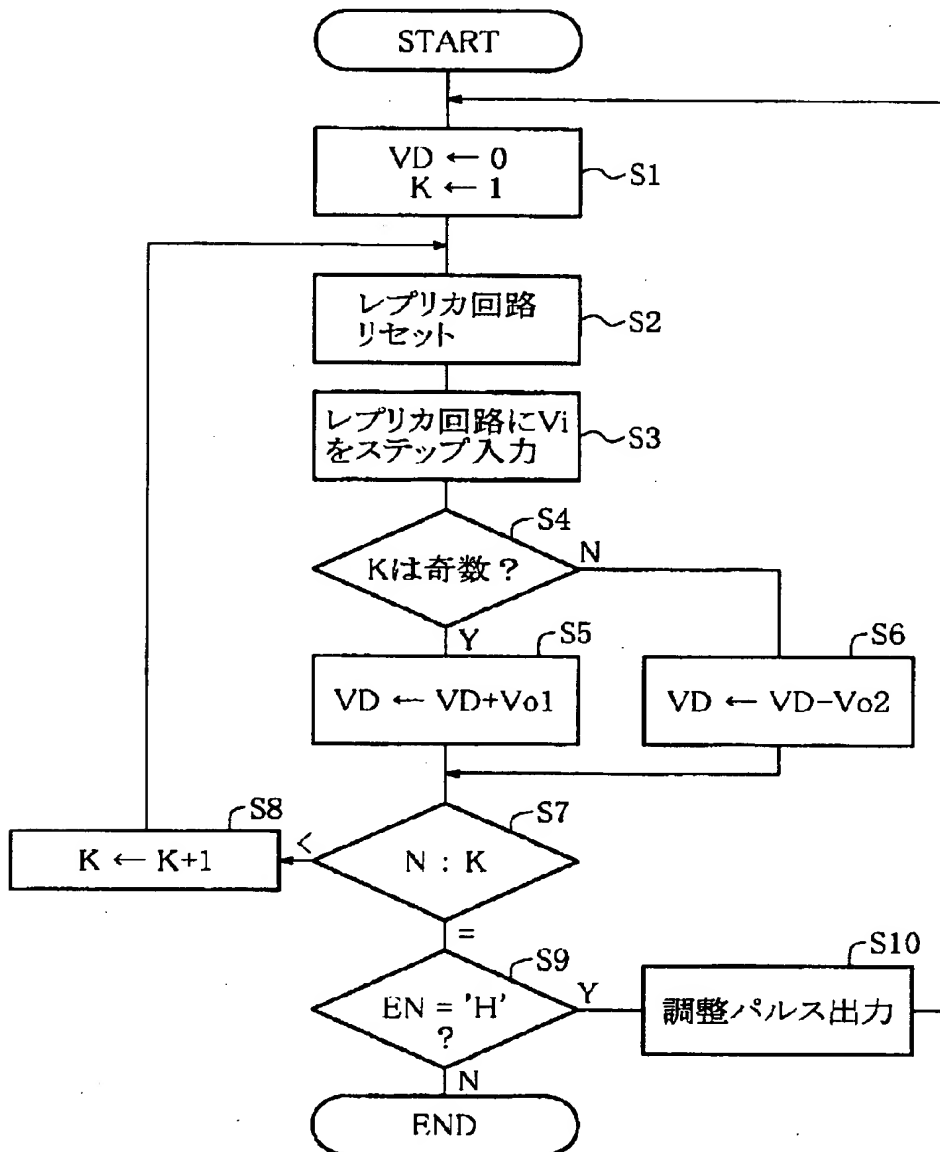 START
VD ← 0
K ← 1
S1
レプリカ回路
リセット
S2
レプリカ回路にVi
をステップ入力
S3
S4
Kは奇数？
N
Y
S5
VD ← VD+Vo1
S6
VD ← VD-Vo2
S7
N : K
<
S8
K ← K+1
=
S9
EN = 'H'
?
Y
N
S10
調整パルス出力
END